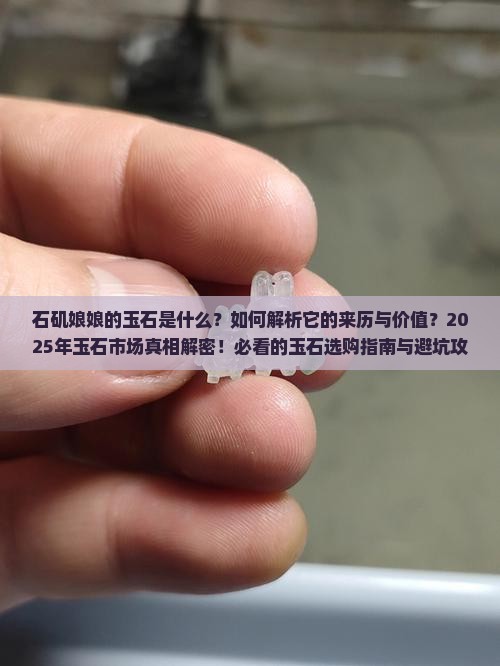 石矶娘娘的玉石是什么？如何解析它的来历与价值？20
25年玉石市场真相解密！必看的玉石选购指南与避坑攻